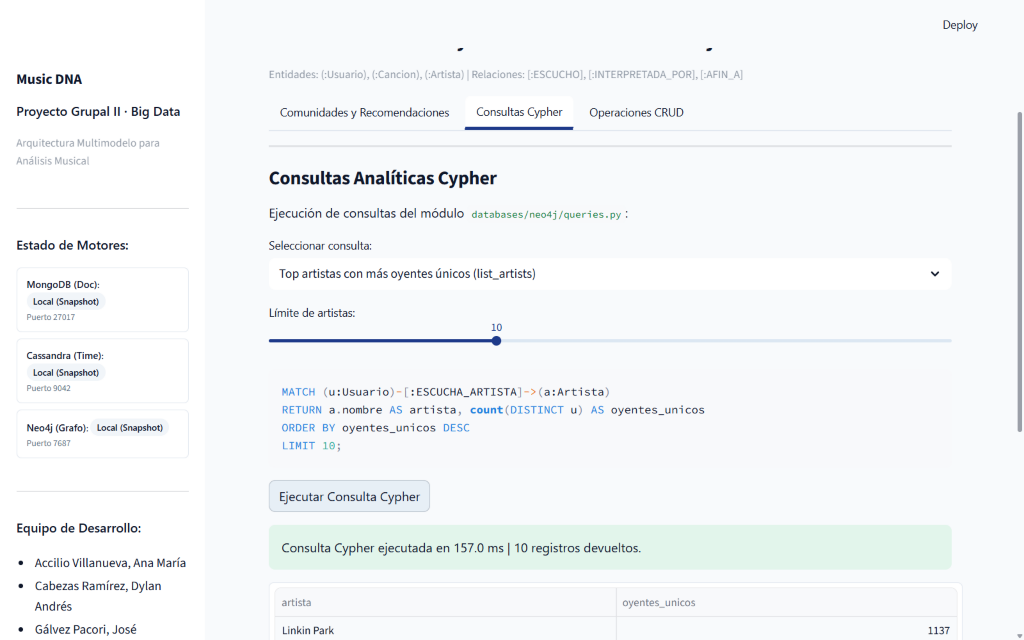 Deploy
Music DNA
Proyecto Grupal II · Big Data
Arquitectura Multimodelo para
Análisis Musical
Estado de Motores:
MongoDB (Doc):
Local (Snapshot)
Puerto 27017
Cassandra (Time):
Local (Snapshot)
Puerto 9042
Neo4j (Grafo): Local (Snapshot)
Puerto 7687
Equipo de Desarrollo:
Accilio Villanueva, Ana María
Cabezas Ramírez, Dylan
Andrés
Gálvez Pacori, José
Entidades: (:Usuario), (:Cancion), (:Artista) | Relaciones: [:ESCUCHO], [:INTERPRETADA_POR], [:AFIN_A]
Comunidades y Recomendaciones
Consultas Cypher
Operaciones CRUD
Consultas Analíticas Cypher
Ejecución de consultas del módulo databases/neo4j/queries.py :
Seleccionar consulta:
Top artistas con más oyentes únicos (list_artists)
Límite de artistas:
10
MATCH (u:Usuario)-[:ESCUCHA_ARTISTA]->(a:Artista)
RETURN a.nombre AS artista, count(DISTINCT u) AS oyentes_unicos
ORDER BY oyentes_unicos DESC
LIMIT 10;
Ejecutar Consulta Cypher
Consulta Cypher ejecutada en 157.0 ms | 10 registros devueltos.
artista oyentes_unicos
Linkin Park 1137